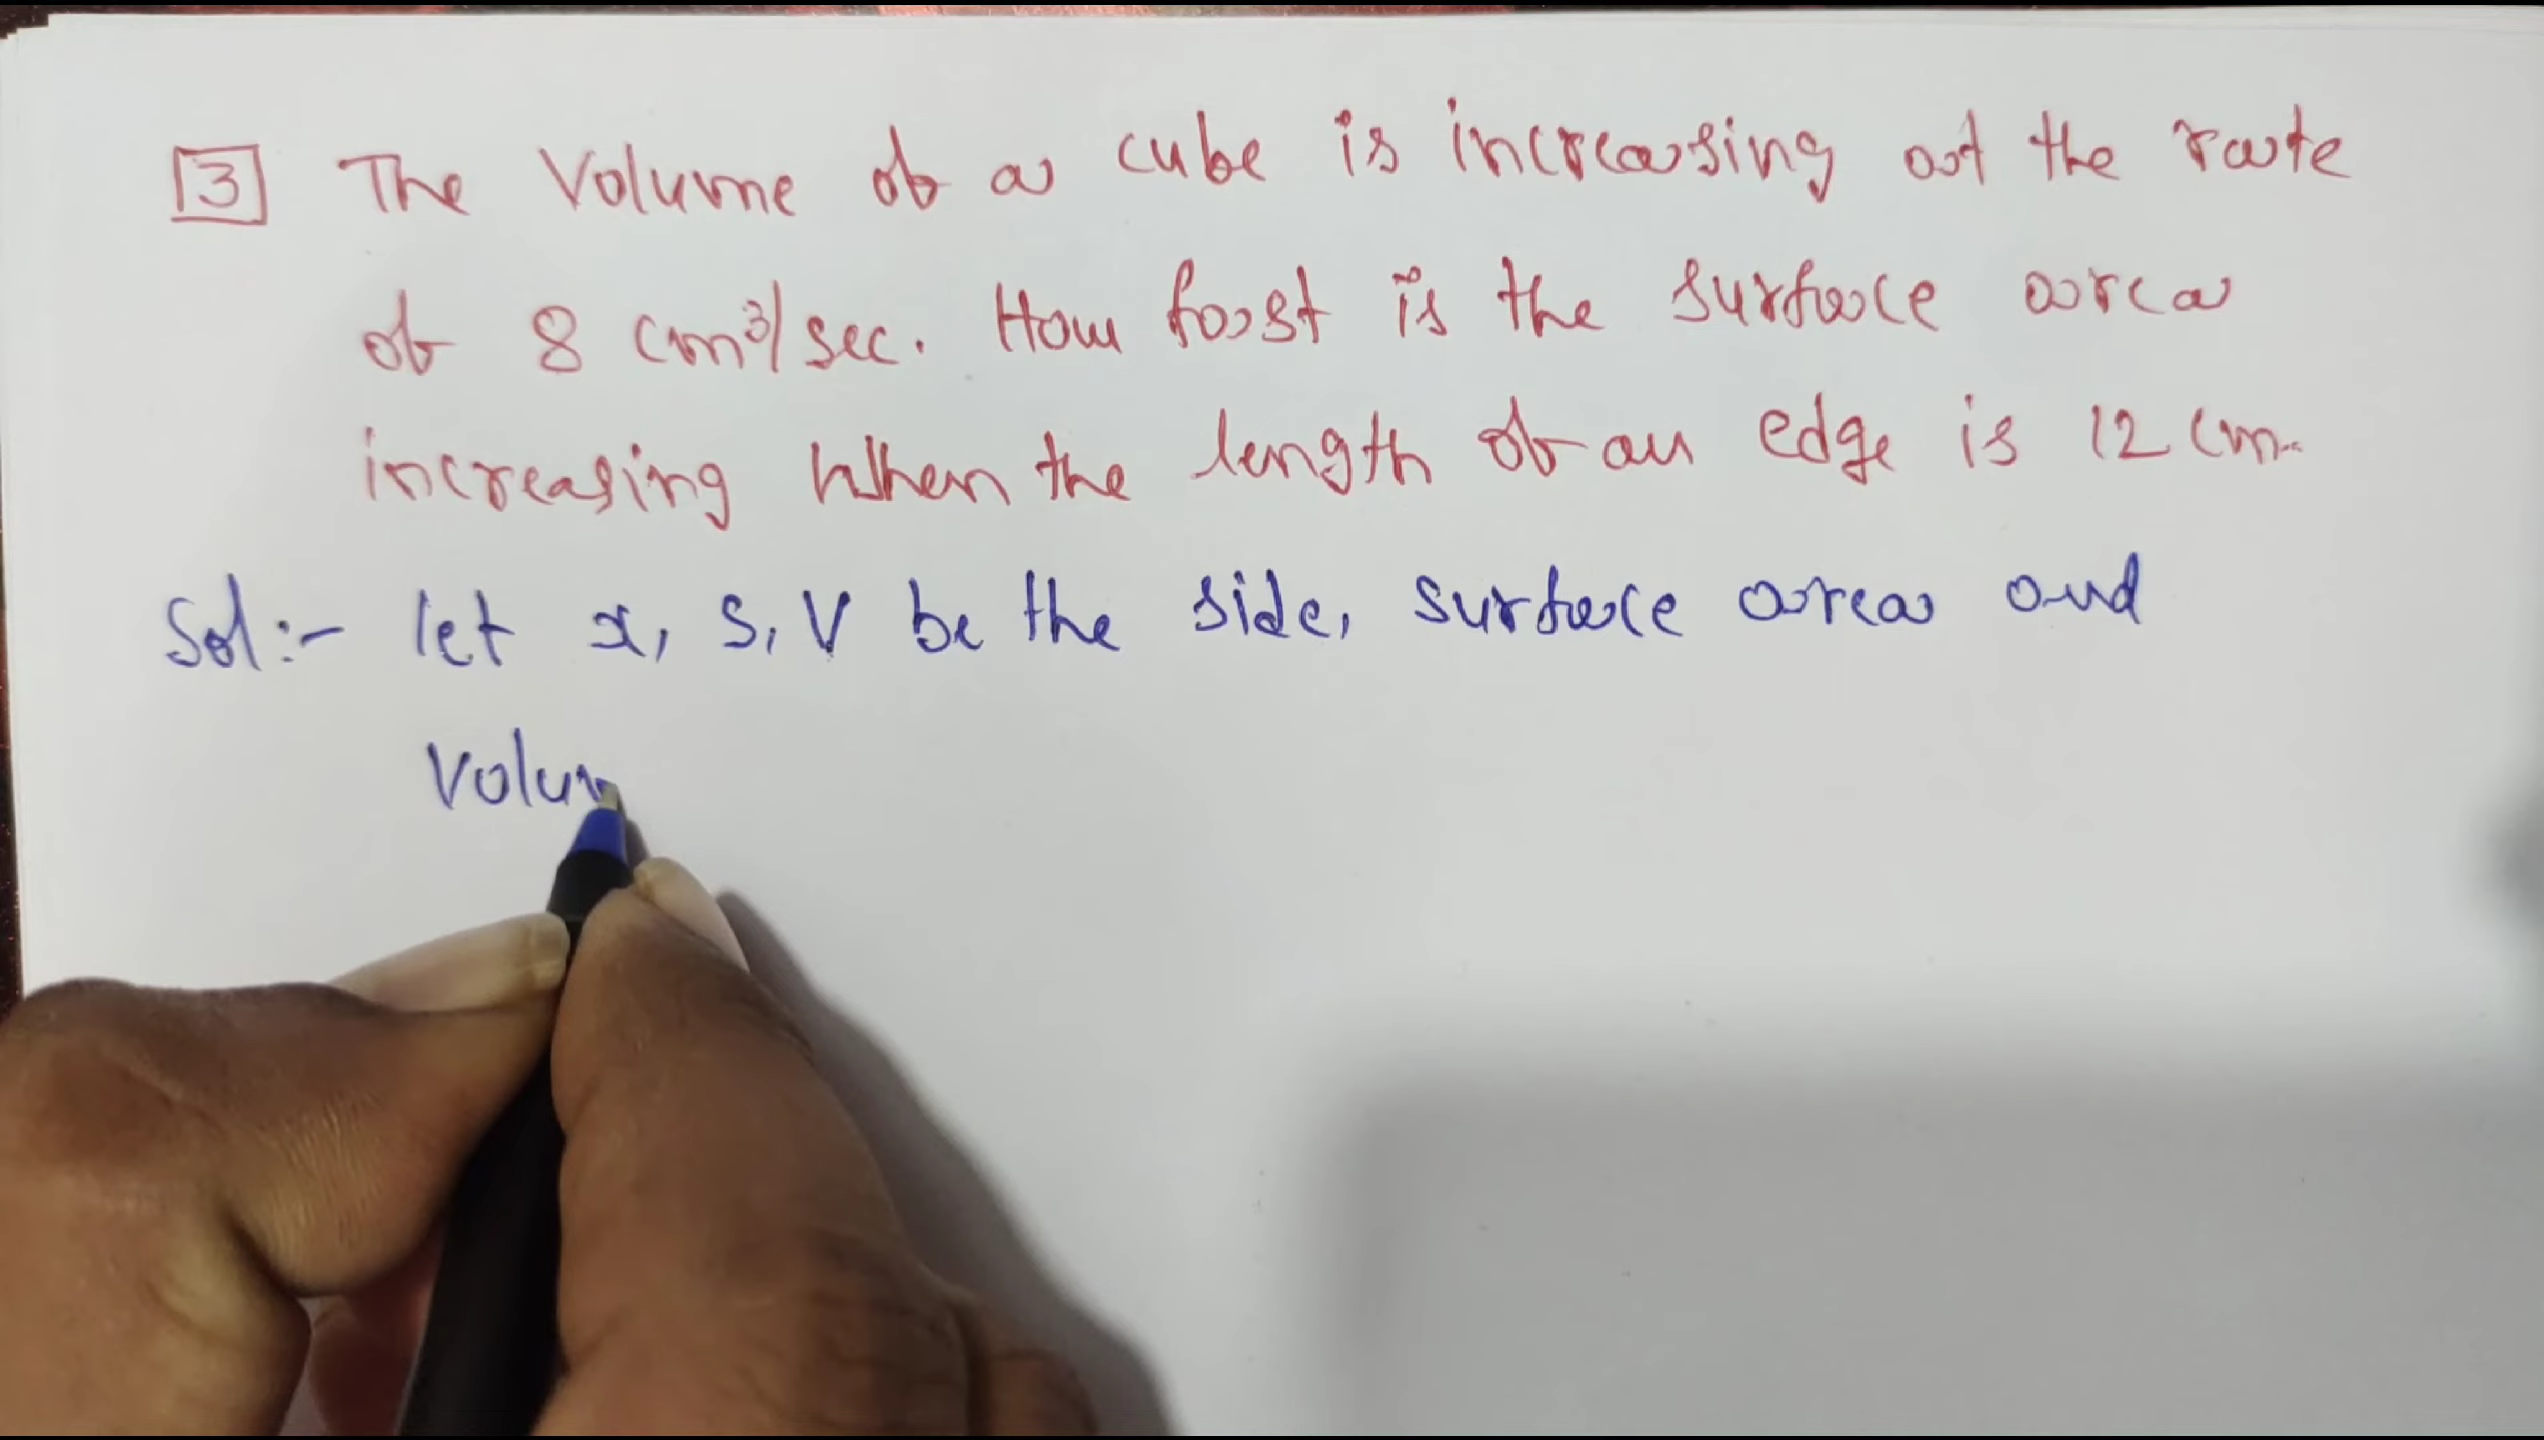 3 The Volume of a cube is increasing at the rate
of 8 cm³/sec. How fast is the surface area
increasing when the length of an edge is 12 cm.
Sol:- let x, s, V be the side, surface area and
Volum